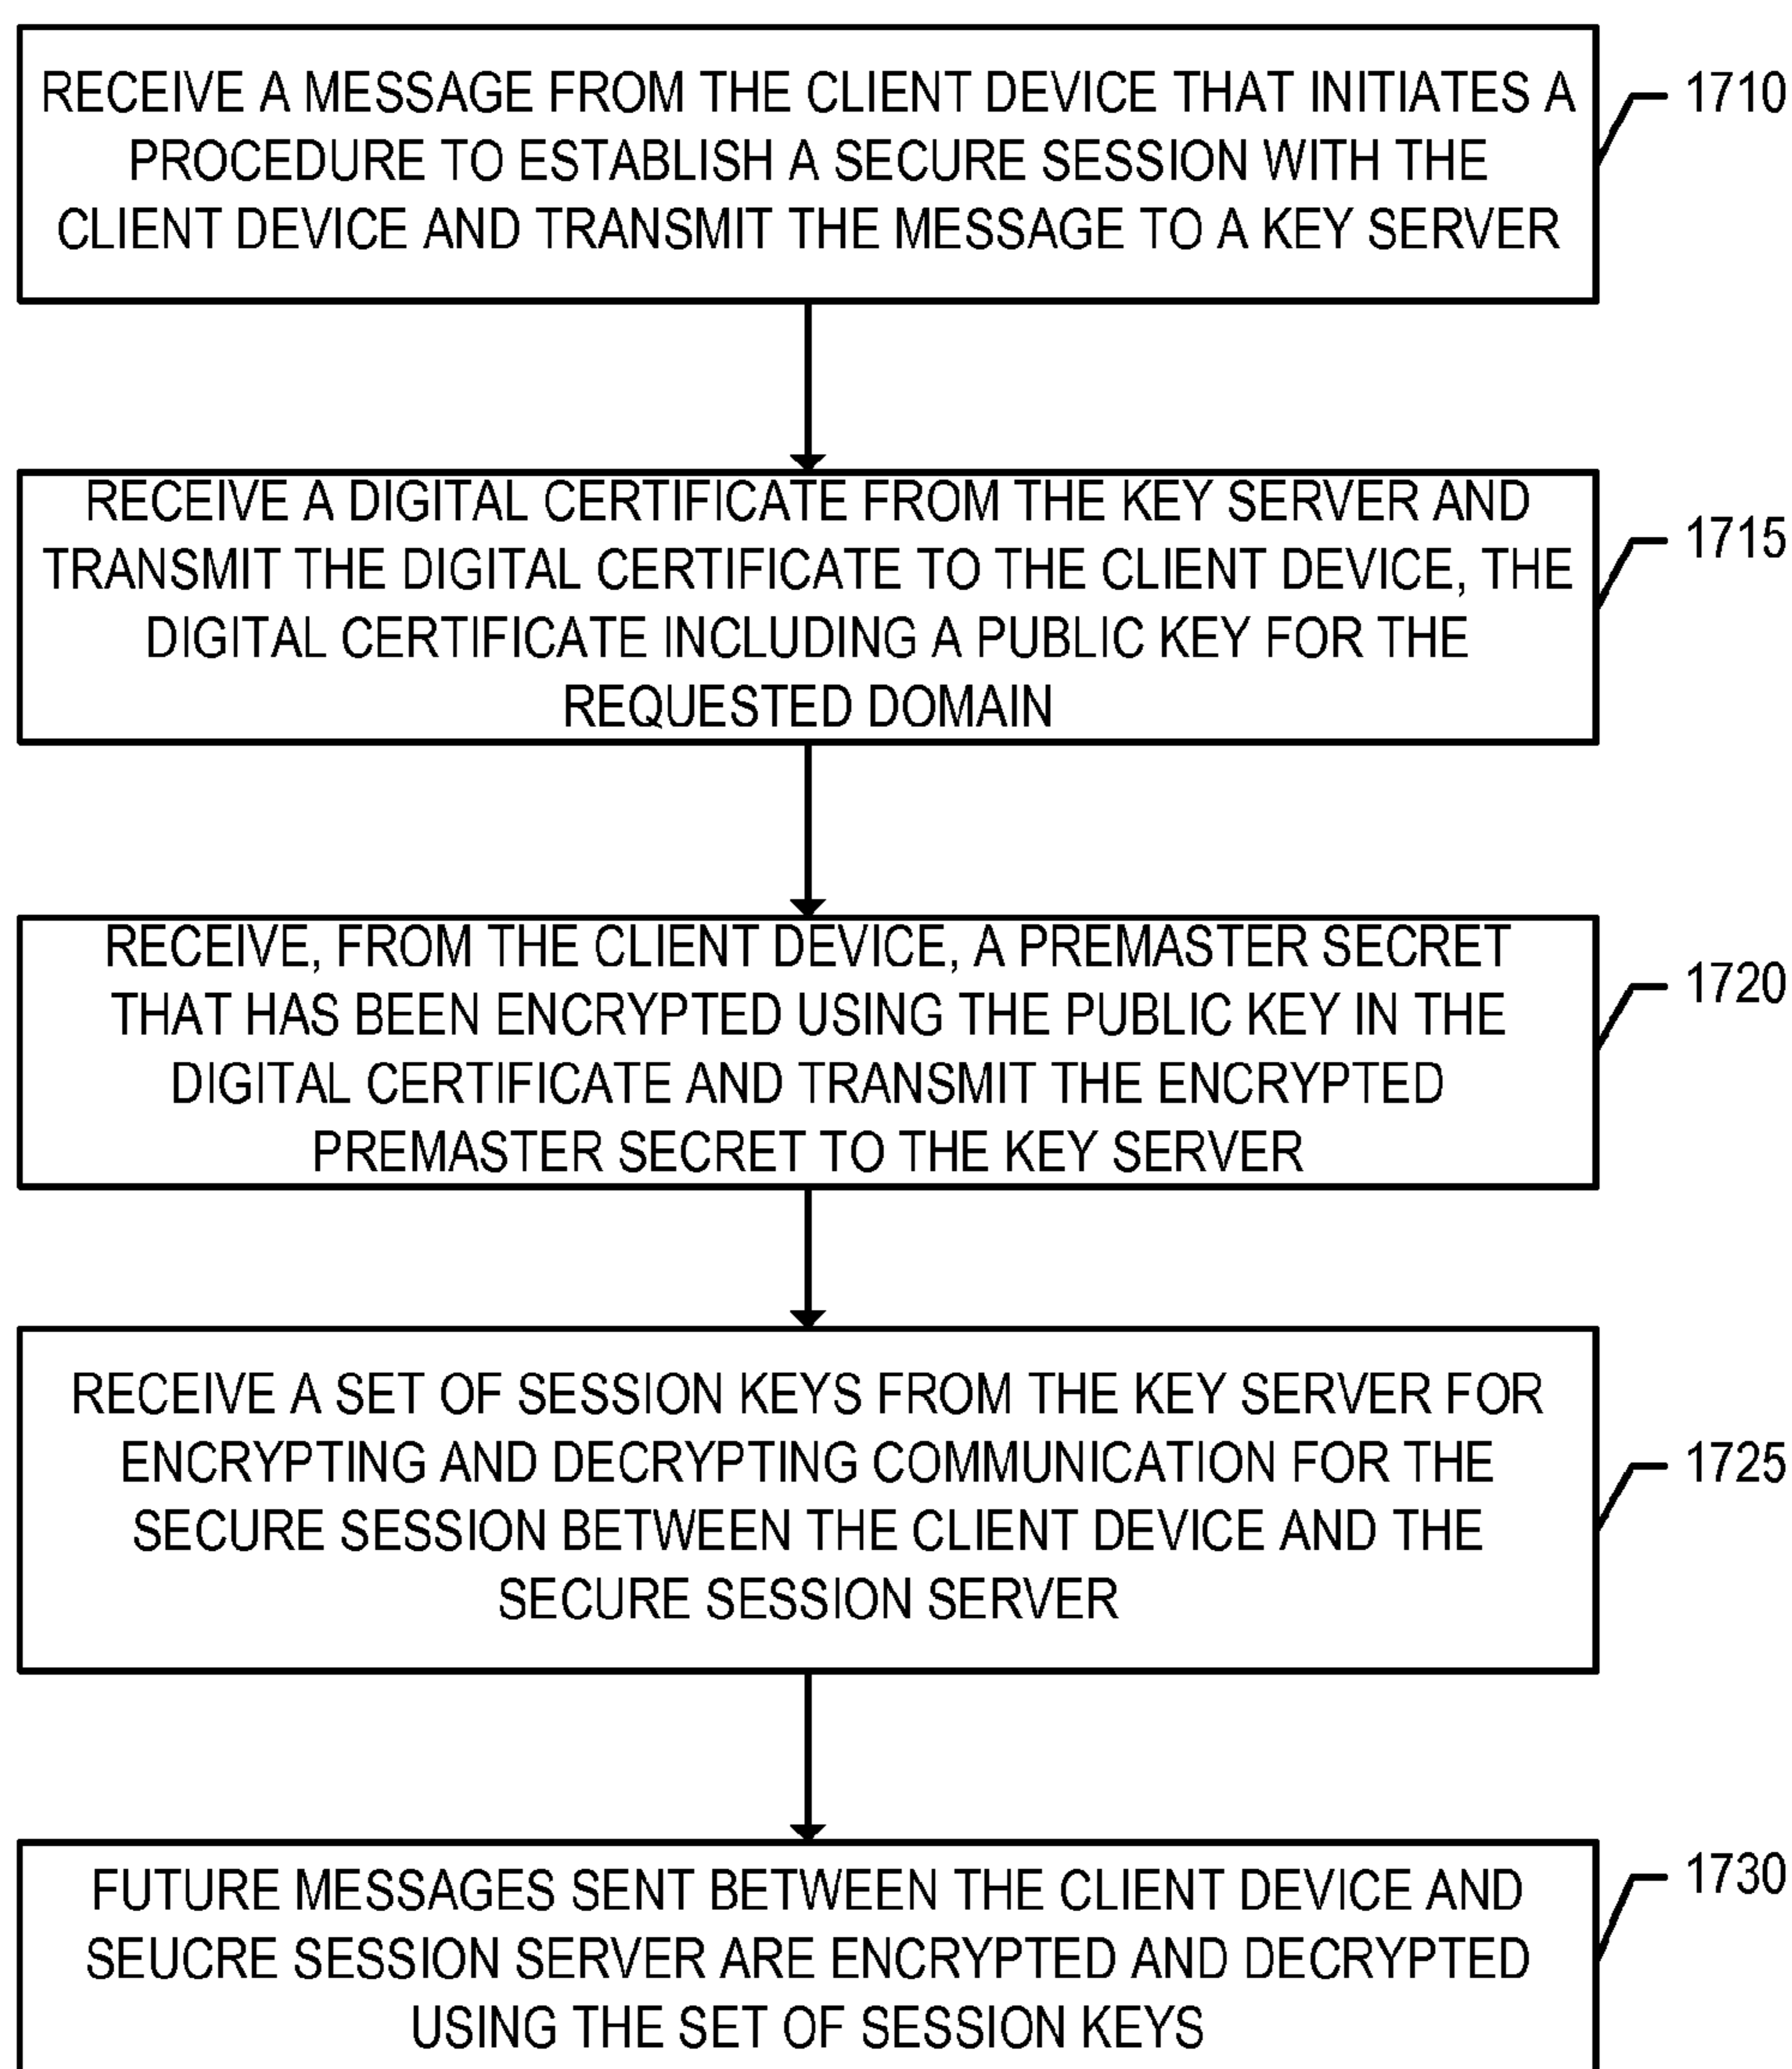 RECEIVE A MESSAGE FROM THE CLIENT DEVICE THAT INITIATES A
PROCEDURE TO ESTABLISH A SECURE SESSION WITH THE
CLIENT DEVICE AND TRANSMIT THE MESSAGE TO A KEY SERVER
1710
RECEIVE A DIGITAL CERTIFICATE FROM THE KEY SERVER AND
TRANSMIT THE DIGITAL CERTIFICATE TO THE CLIENT DEVICE, THE
DIGITAL CERTIFICATE INCLUDING A PUBLIC KEY FOR THE
REQUESTED DOMAIN
1715
RECEIVE, FROM THE CLIENT DEVICE, A PREMASTER SECRET
THAT HAS BEEN ENCRYPTED USING THE PUBLIC KEY IN THE
DIGITAL CERTIFICATE AND TRANSMIT THE ENCRYPTED
PREMASTER SECRET TO THE KEY SERVER
1720
RECEIVE A SET OF SESSION KEYS FROM THE KEY SERVER FOR
ENCRYPTING AND DECRYPTING COMMUNICATION FOR THE
SECURE SESSION BETWEEN THE CLIENT DEVICE AND THE
SECURE SESSION SERVER
1725
FUTURE MESSAGES SENT BETWEEN THE CLIENT DEVICE AND
SEUCRE SESSION SERVER ARE ENCRYPTED AND DECRYPTED
USING THE SET OF SESSION KEYS
1730